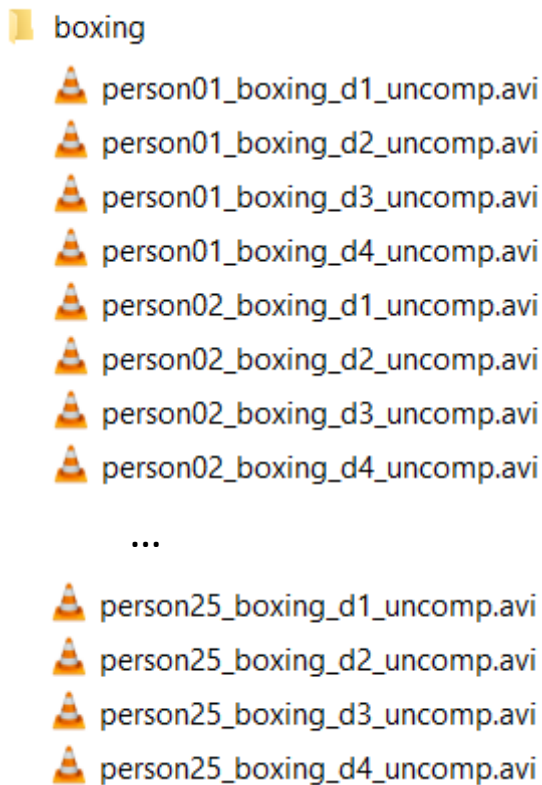 boxing
person01_boxing_d1_uncomp.avi
person01_boxing_d2_uncomp.avi
person01_boxing_d3_uncomp.avi
person01_boxing_d4_uncomp.avi
person02_boxing_d1_uncomp.avi
person02_boxing_d2_uncomp.avi
person02_boxing_d3_uncomp.avi
person02_boxing_d4_uncomp.avi
...
person25_boxing_d1_uncomp.avi
person25_boxing_d2_uncomp.avi
person25_boxing_d3_uncomp.avi
person25_boxing_d4_uncomp.avi